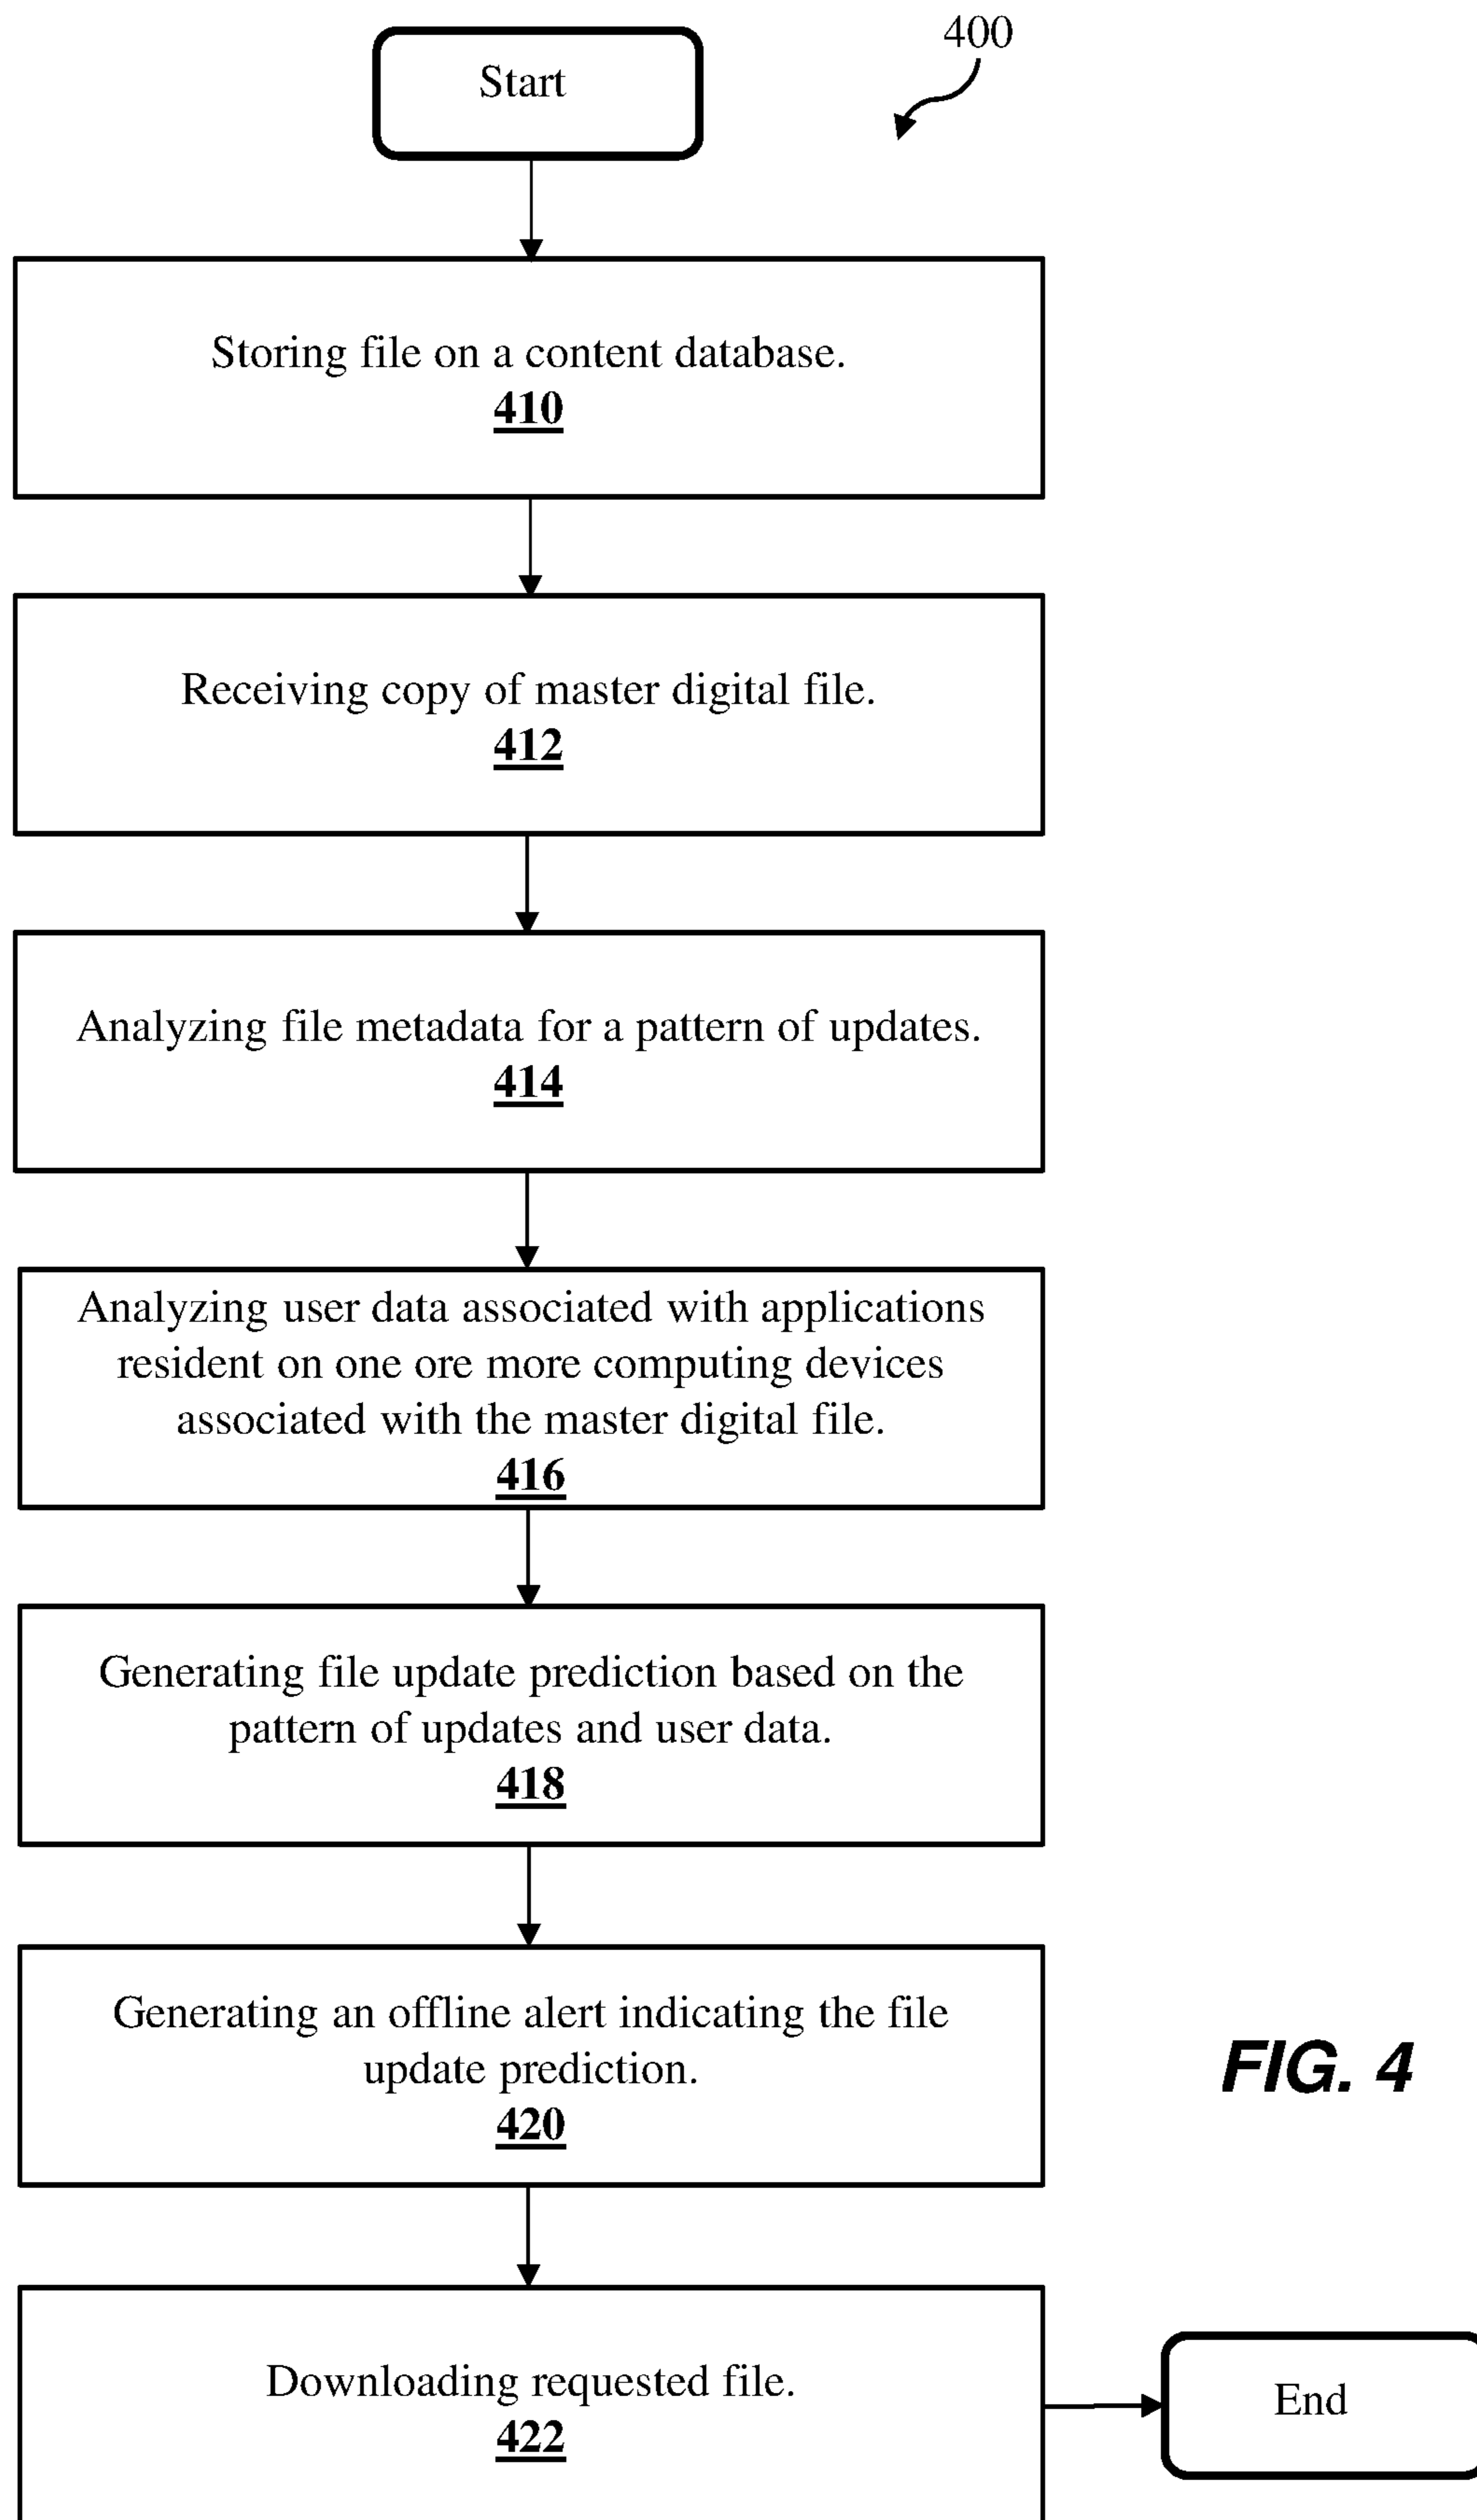 400
Start
Storing file on a content database.
410
Receiving copy of master digital file.
412
Analyzing file metadata for a pattern of updates.
414
Analyzing user data associated with applications
resident on one ore more computing devices
associated with the master digital file.
416
Generating file update prediction based on the
pattern of updates and user data.
418
Generating an offline alert indicating the file
update prediction.
420
FIG. 4
Downloading requested file.
422
End